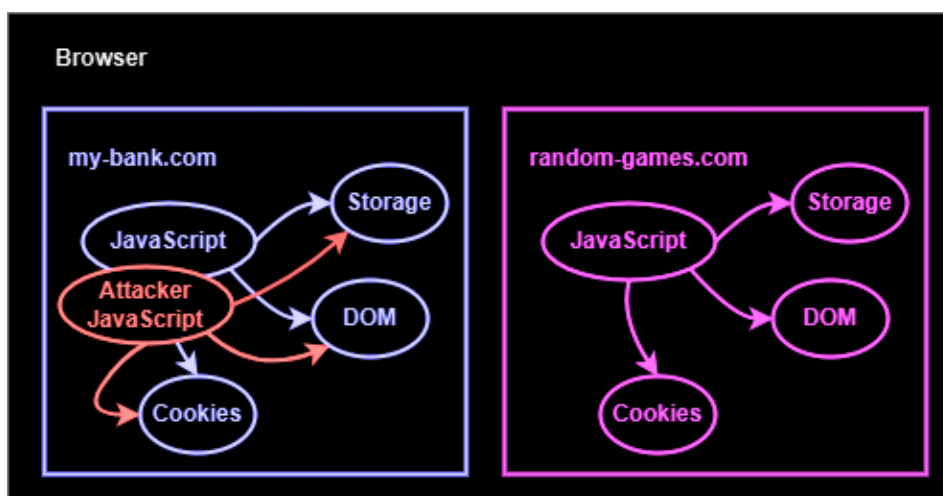 Browser
my-bank.com
Storage
JavaScript
Attacker
JavaScript
DOM
Cookies
random-games.com
Storage
JavaScript
DOM
Cookies